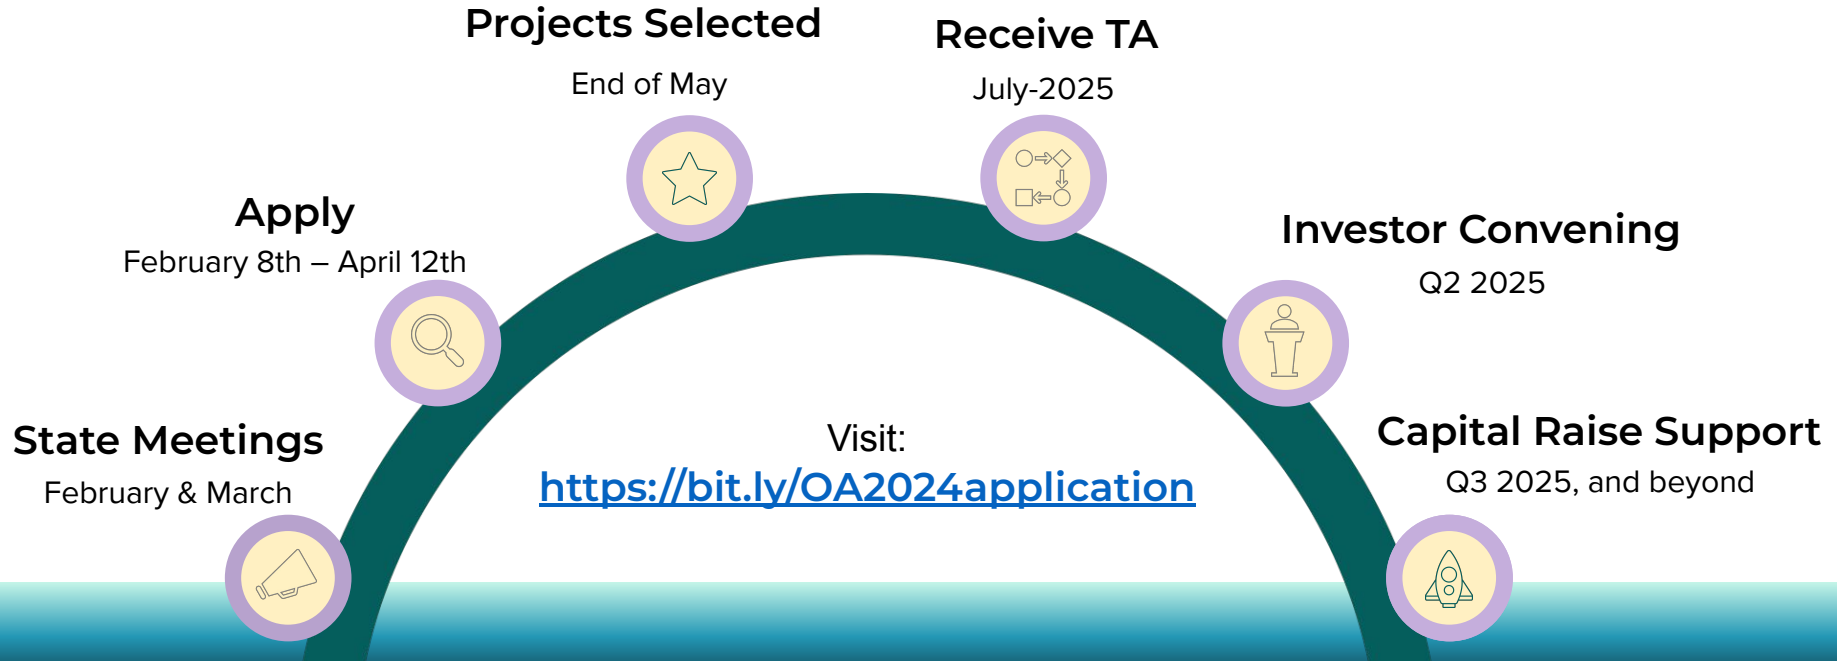 State Meetings
February & March
Apply
February 8th – April 12th
Projects Selected
End of May
Receive TA
July-2025
Investor Convening
Q2 2025
Capital Raise Support
Q3 2025, and beyond
Visit:
https://bit.ly/OA2024application